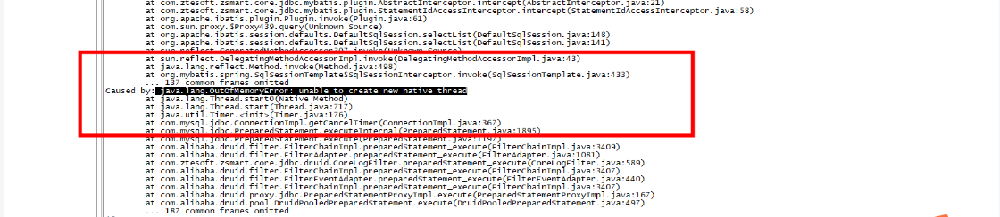 at com.ztesoft.zsmart.core.jdbc.mybatis.plugin.AbstractInterceptor.intercept(AbstractInterceptor.java:21)
at com.ztesoft.zsmart.core.jdbc.mybatis.plugin.StatementIdAccessInterceptor.intercept(StatementIdAccessInterceptor.java:58)
at org.apache.ibatis.plugin.Plugin.invoke(Plugin.java:61)
at com.sun.proxy.$Proxy439.query(Unknown Source)
at org.apache.ibatis.session.defaults.DefaultSqlSession.selectList(DefaultSqlSession.java:148)
at org.apache.ibatis.session.defaults.DefaultSqlSession.selectList(DefaultSqlSession.java:141)
at sun.reflect.GeneratedMethodAccessor397.invoke(Unknown Source)
at sun.reflect.DelegatingMethodAccessorImpl.invoke(DelegatingMethodAccessorImpl.java:43)
at java.lang.reflect.Method.invoke(Method.java:498)
at org.mybatis.spring.SqlSessionTemplate$SqlSessionInterceptor.invoke(SqlSessionTemplate.java:433)
... 137 common frames omitted
Caused by: java.lang.OutOfMemoryError: unable to create new native thread
at java.lang.Thread.start0(Native Method)
at java.lang.Thread.start(Thread.java:717)
at java.util.Timer.<init>(Timer.java:176)
at com.mysql.jdbc.ConnectionImpl.getCancelTimer(ConnectionImpl.java:367)
at com.mysql.jdbc.PreparedStatement.executeInternal(PreparedStatement.java:1895)
at com.mysql.jdbc.PreparedStatement.execute(PreparedStatement.java:1197)
at com.alibaba.druid.filter.FilterChainImpl.preparedStatement_execute(FilterChainImpl.java:3409)
at com.alibaba.druid.filter.FilterAdapter.preparedStatement_execute(FilterAdapter.java:1081)
at com.ztesoft.zsmart.core.jdbc.druid.CoreLogFilter.preparedStatement_execute(CoreLogFilter.java:589)
at com.alibaba.druid.filter.FilterChainImpl.preparedStatement_execute(FilterChainImpl.java:3407)
at com.alibaba.druid.filter.FilterEventAdapter.preparedStatement_execute(FilterEventAdapter.java:440)
at com.alibaba.druid.filter.FilterChainImpl.preparedStatement_execute(FilterChainImpl.java:3407)
at com.alibaba.druid.proxy.jdbc.PreparedStatementProxyImpl.execute(PreparedStatementProxyImpl.java:167)
at com.alibaba.druid.pool.DruidPooledPreparedStatement.execute(DruidPooledPreparedStatement.java:497)
... 187 common frames omitted